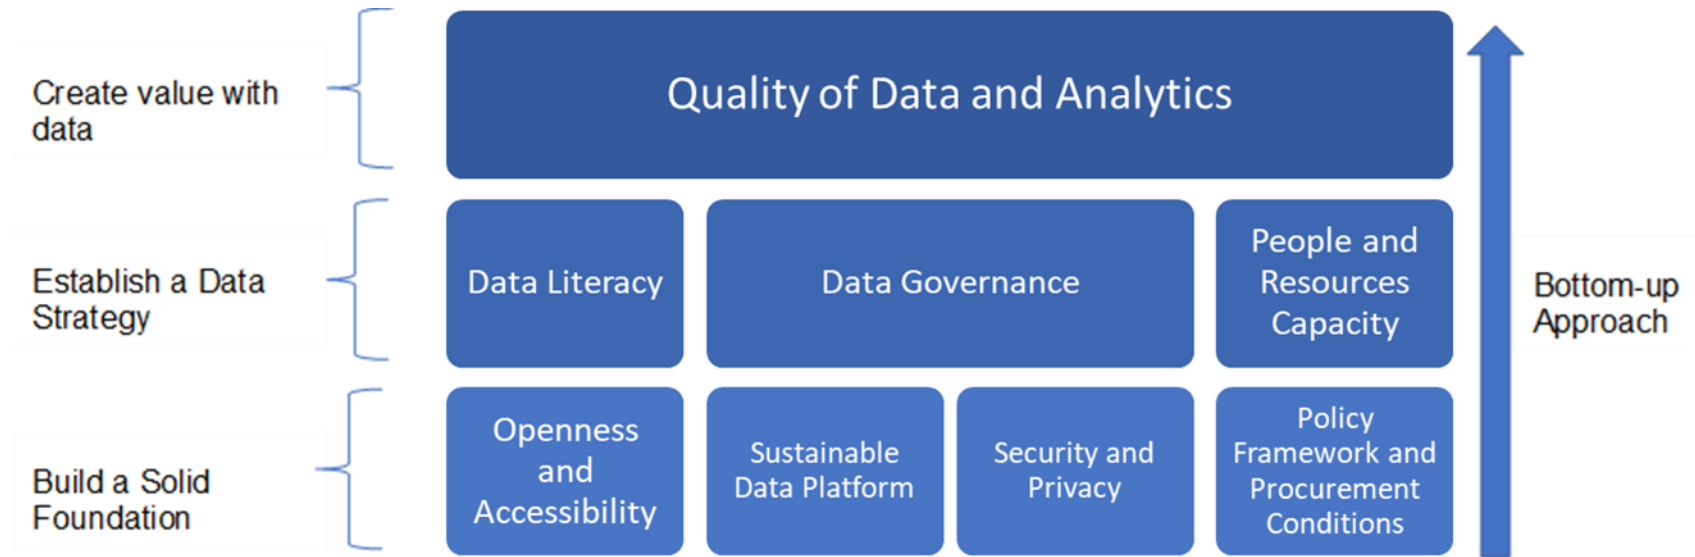 Create value with
data
Quality of Data and Analytics
Establish a Data
Strategy
Data Literacy
Data Governance
People and
Resources
Capacity
Bottom-up
Approach
Build a Solid
Foundation
Openness
and
Accessibility
Sustainable
Data Platform
Security and
Privacy
Policy
Framework and
Procurement
Conditions